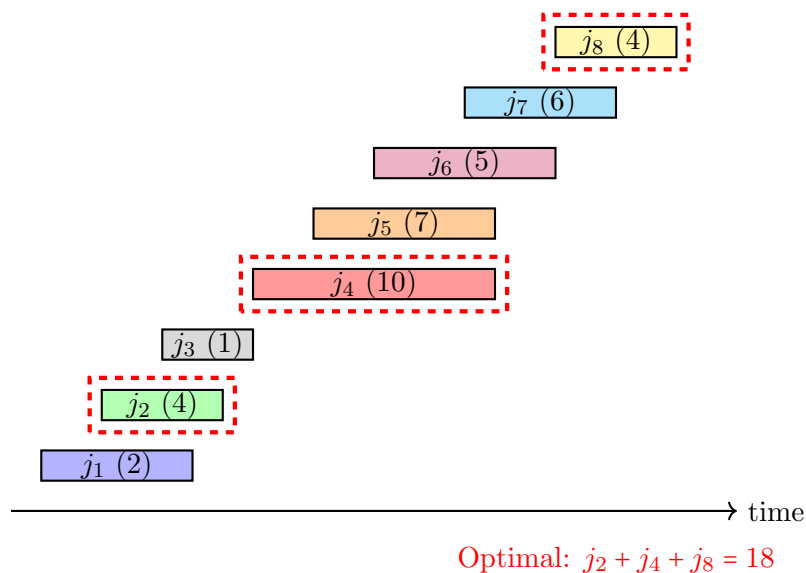 j₈ (4)
j₇ (6)
j₆ (5)
j₅ (7)
j₄ (10)
j₃ (1)
j₂ (4)
j₁ (2)
time
Optimal: j₂ + j₄ + j₈ = 18